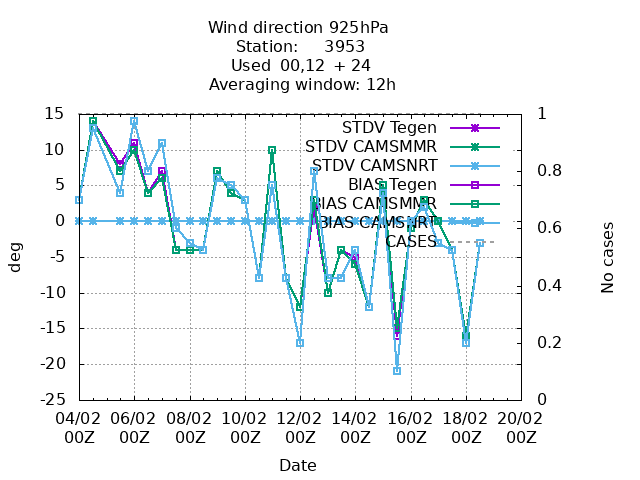 Wind direction 925hPa
Station: 3953
Used 00,12 + 24
Averaging window: 12h
15
10
5
0
-5
-10
-15
-20
-25
deg
1
0.8
0.6
0.4
0.2
0
No cases
STDV Tegen
STDV CAMSMMR
STDV CAMSNRT
BIAS Tegen
BIAS CAMSMMR
BIAS CAMSNRT
CASES
04/02 06/02 08/02 10/02 12/02 14/02 16/02 18/02 20/02
00Z 00Z 00Z 00Z 00Z 00Z 00Z 00Z 00Z
Date